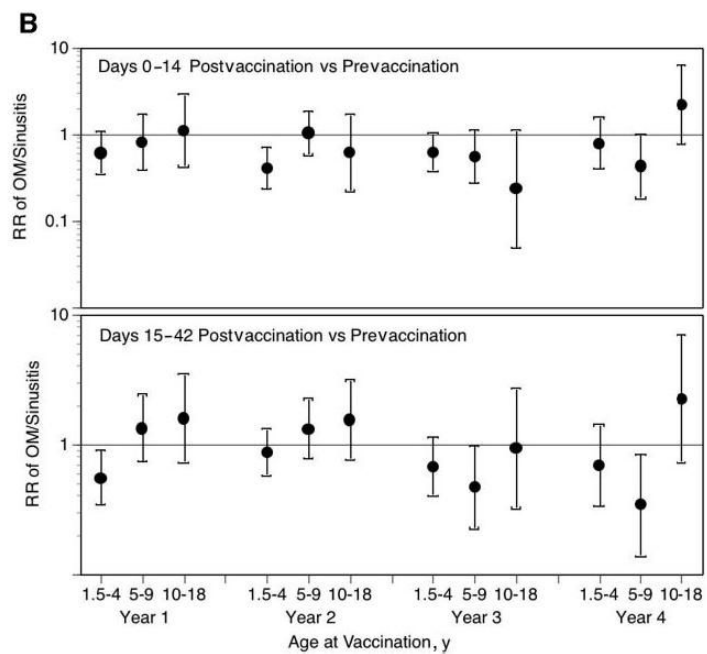 B
10
Days 0–14 Postvaccination vs Prevaccination
1
0.1
RR of OM/Sinusitis
10
Days 15–42 Postvaccination vs Prevaccination
1
RR of OM/Sinusitis
1.5-4 5-9 10-18 1.5-4 5-9 10-18 1.5-4 5-9 10-18 1.5-4 5-9 10-18
Year 1 Year 2 Year 3 Year 4
Age at Vaccination, y